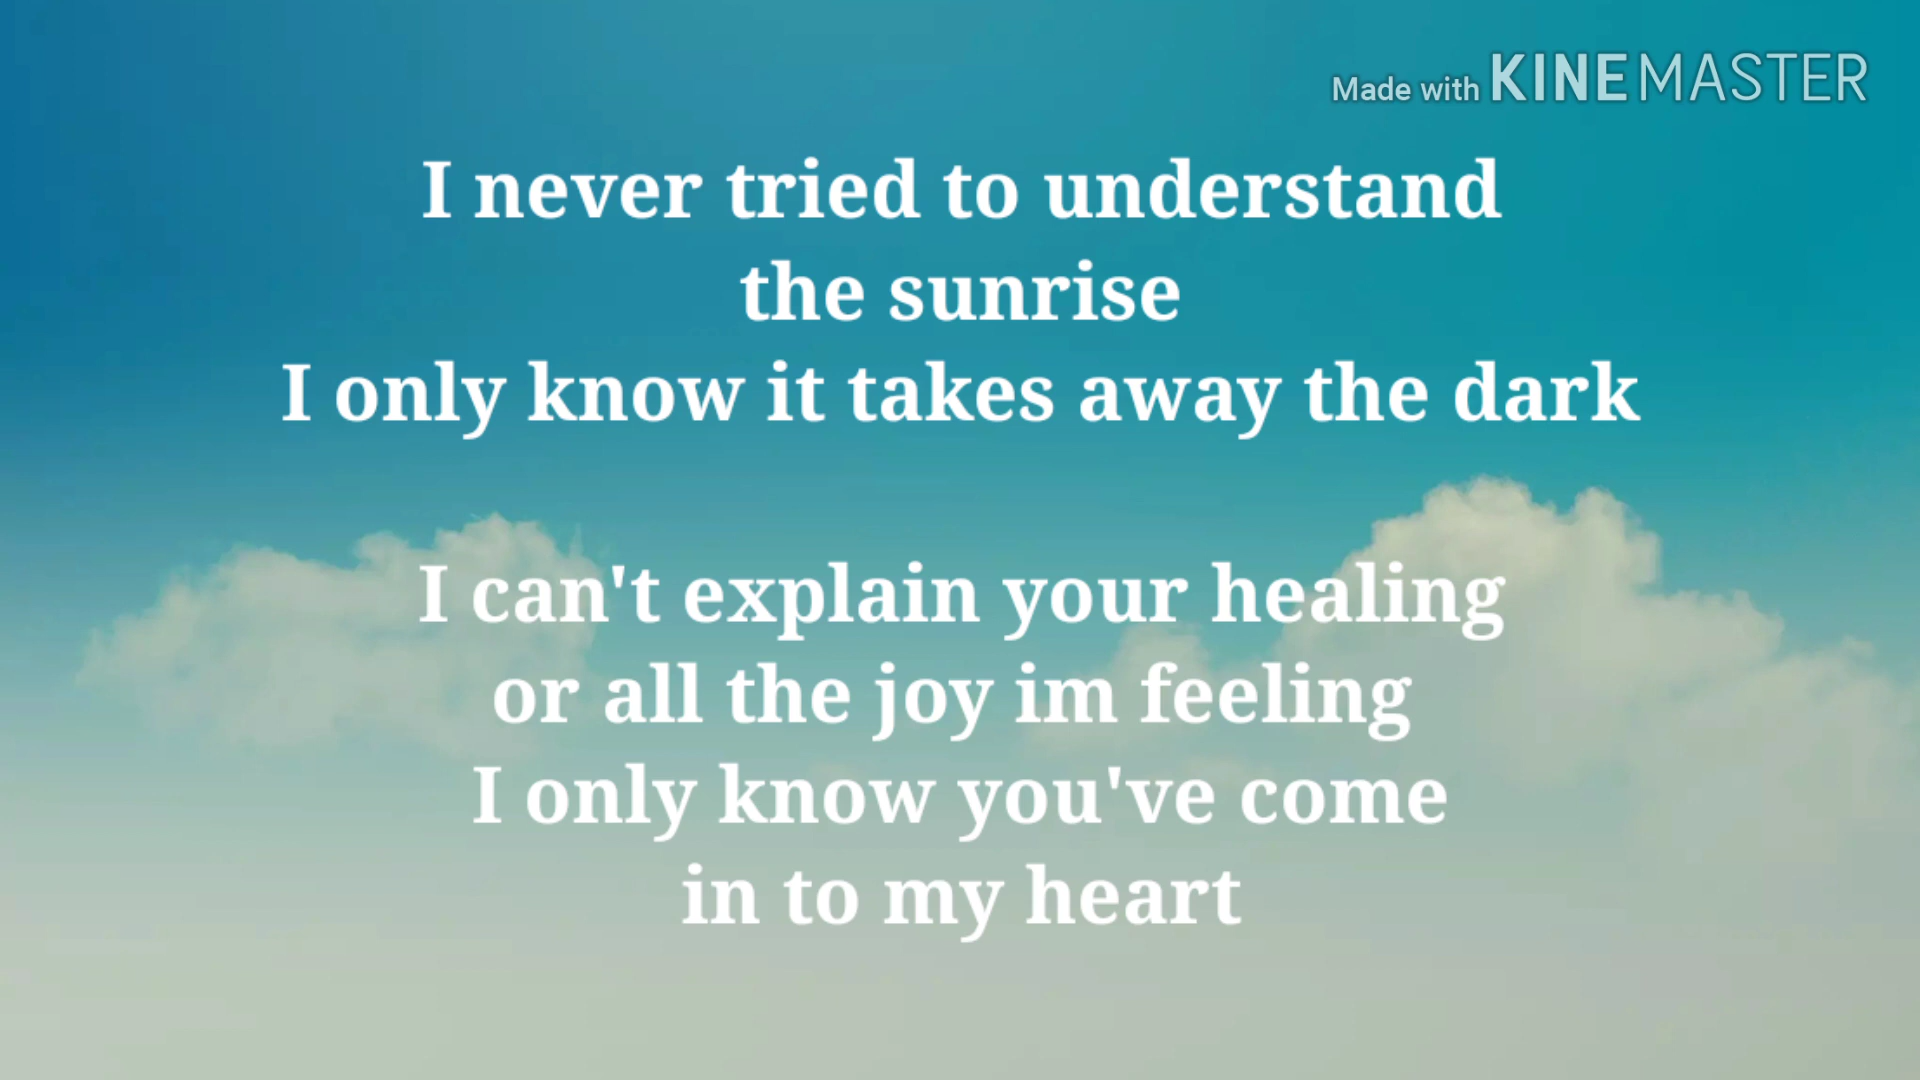 Made with KINEMASTER
I never tried to understand
the sunrise
I only know it takes away the dark
I can't explain your healing
or all the joy im feeling
I only know you've come
in to my heart